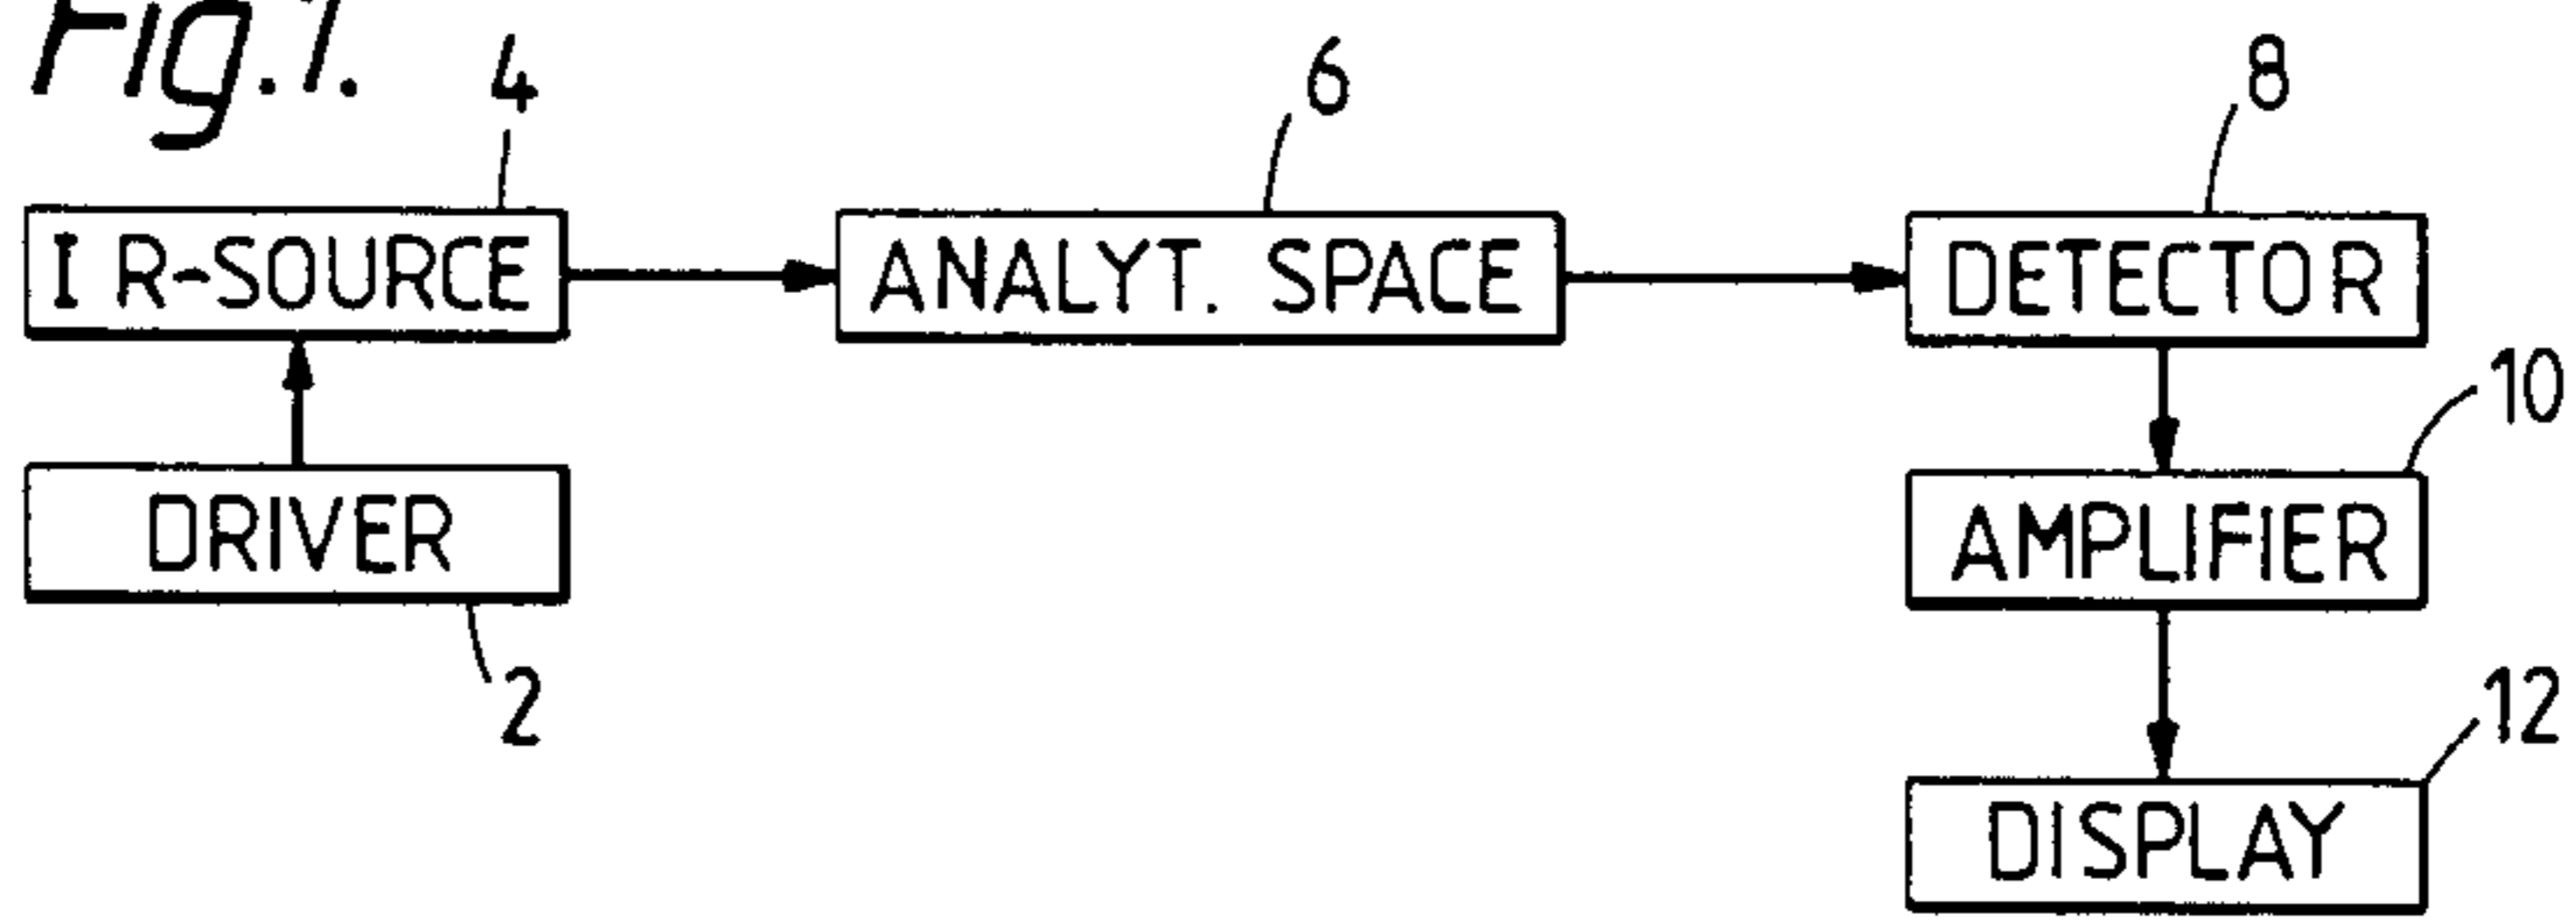 Fig.1.
4
6
8
I R-SOURCE
ANALYT. SPACE
DETECTOR
10
DRIVER
AMPLIFIER
2
12
DISPLAY